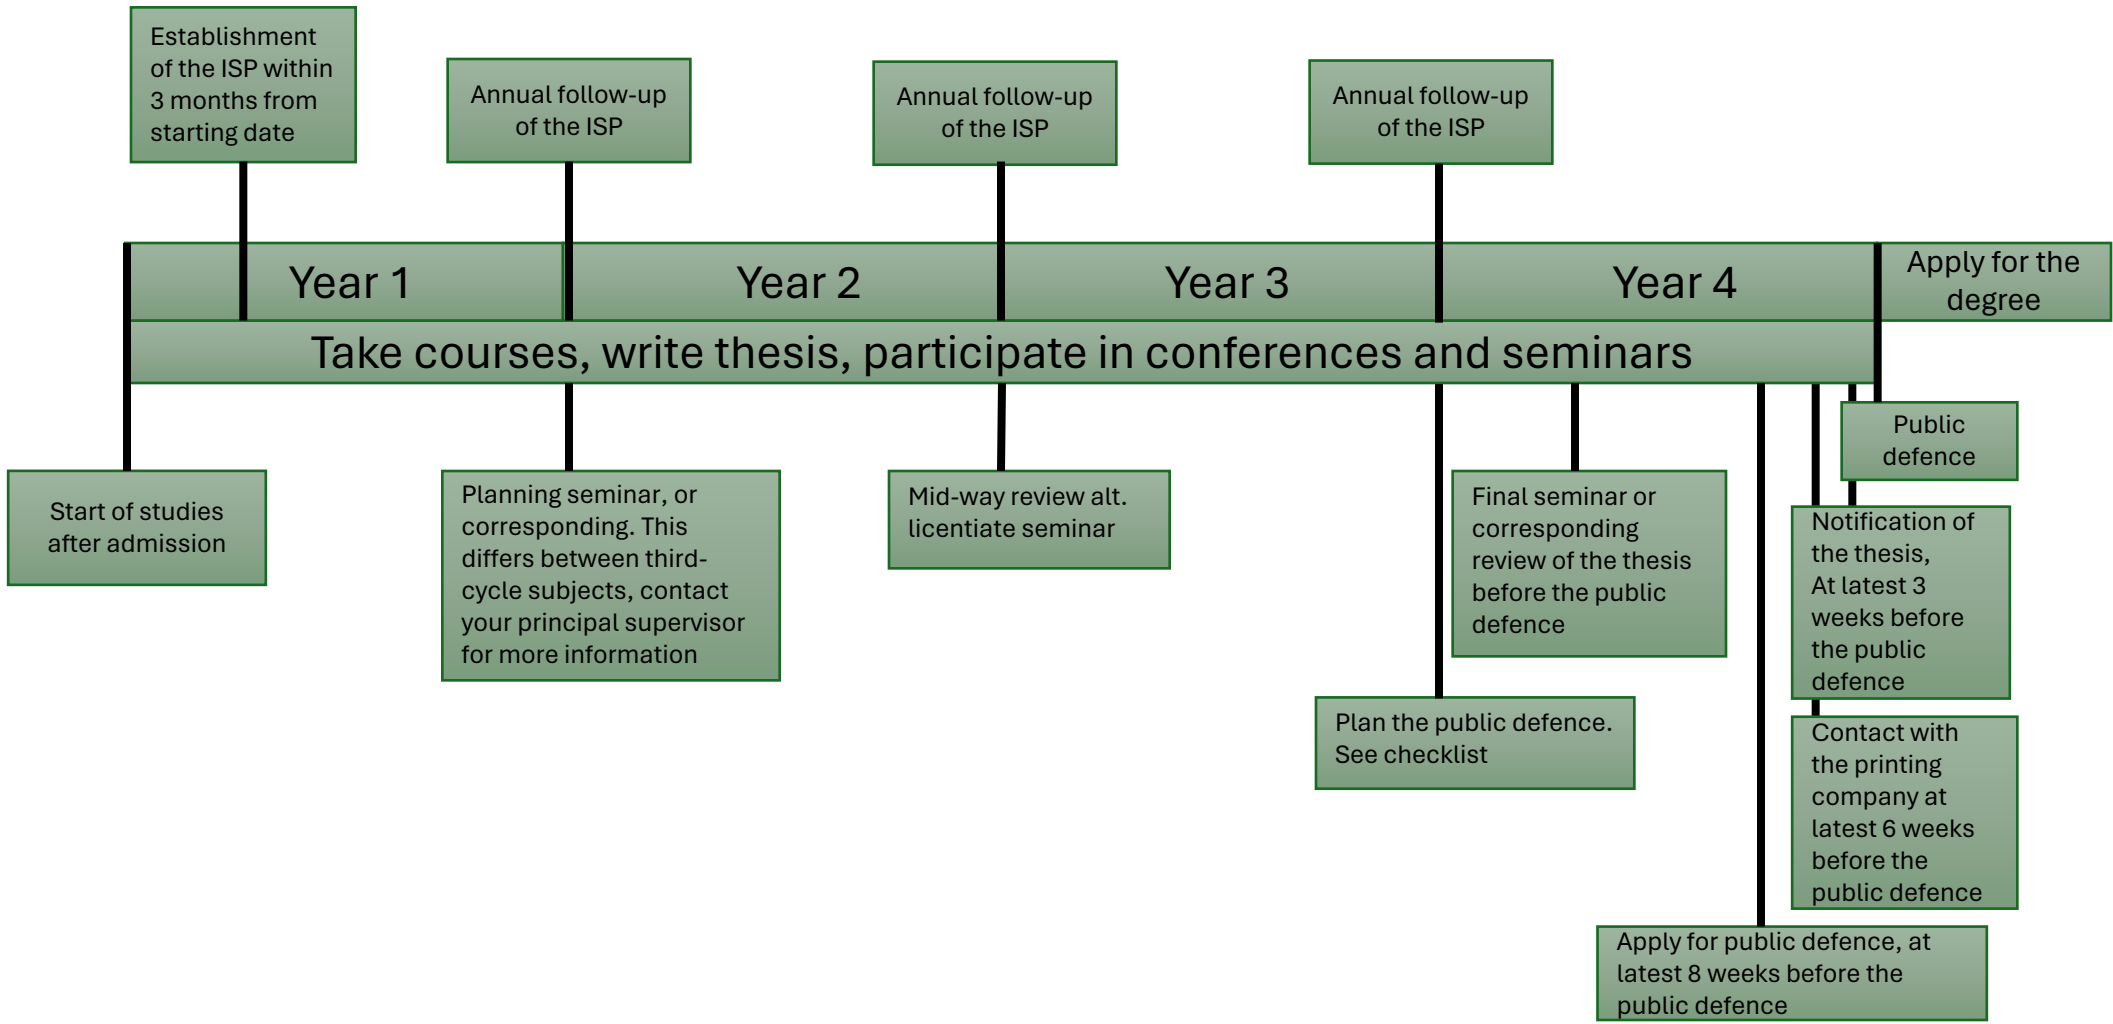 Establishment
of the ISP within
3 months from
starting date
Annual follow-up
of the ISP
Annual follow-up
of the ISP
Annual follow-up
of the ISP
Year 1
Year 2
Year 3
Year 4
Apply for the
degree
Take courses, write thesis, participate in conferences and seminars
Start of studies
after admission
Planning seminar, or
corresponding. This
differs between third-
cycle subjects, contact
your principal supervisor
for more information
Mid-way review alt.
licentiate seminar
Plan the public defence.
See checklist
Final seminar or
corresponding
review of the thesis
before the public
defence
Public
defence
Notification of
the thesis,
At latest 3
weeks before
the public
defence
Contact with
the printing
company at
latest 6 weeks
before the
public defence
Apply for public defence, at
latest 8 weeks before the
public defence